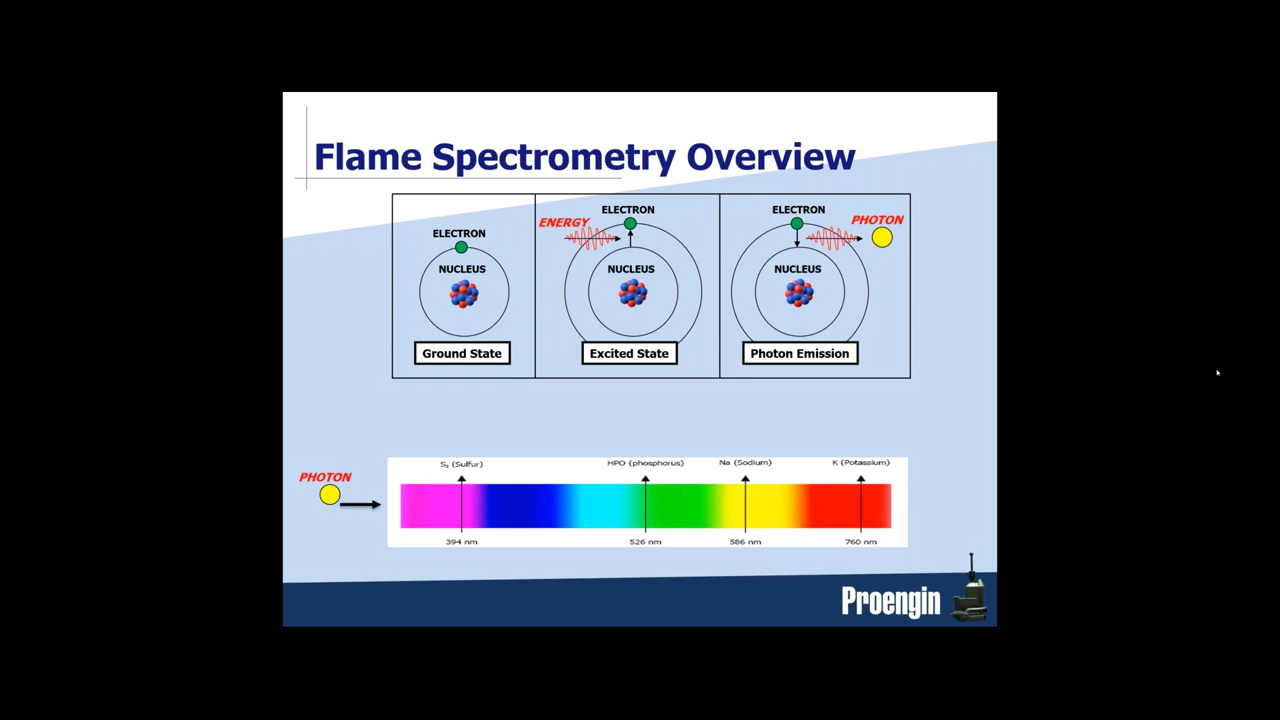 Flame Spectrometry Overview
ELECTRON
NUCLEUS
Ground State
ENERGY
ELECTRON
NUCLEUS
Excited State
ELECTRON
PHOTON
NUCLEUS
Photon Emission
PHOTON
S₂ (Sulfur) HPO (phosphorus) Na (Sodium) K (Potassium)
394 nm 526 nm 586 nm 760 nm
Proengin